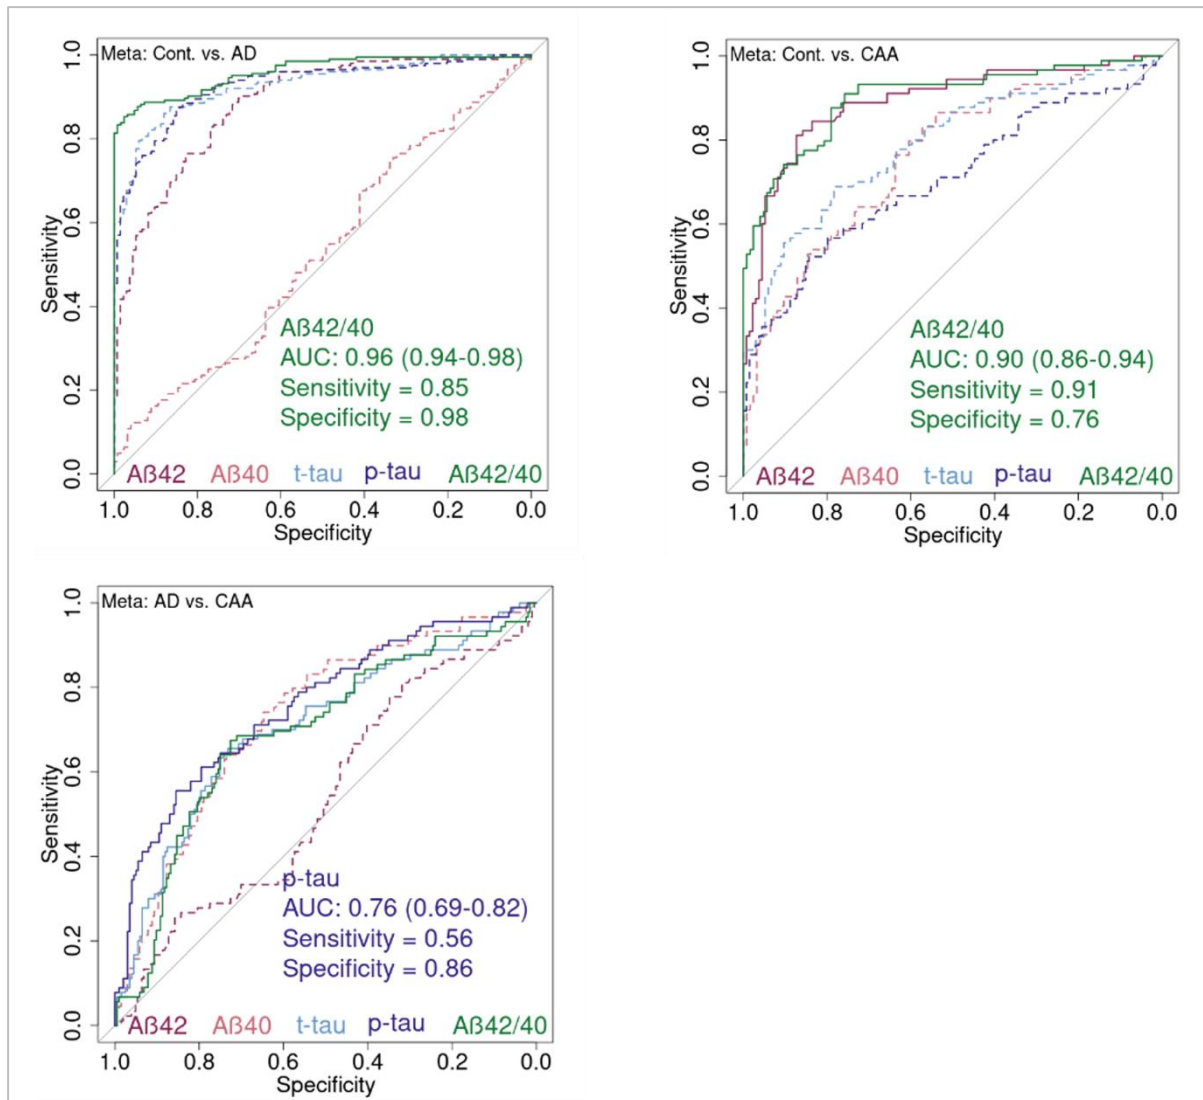 Meta: Cont. vs. AD
Sensitivity
0.0 0.2 0.4 0.6 0.8 1.0
Aß42/40
AUC: 0.96 (0.94-0.98)
Sensitivity = 0.85
Specificity = 0.98
Aß42 Aß40 t-tau p-tau Aß42/40
1.0 0.8 0.6 0.4 0.2 0.0
Specificity
Meta: Cont. vs. CAA
Sensitivity
0.0 0.2 0.4 0.6 0.8 1.0
Aß42/40
AUC: 0.90 (0.86-0.94)
Sensitivity = 0.91
Specificity = 0.76
Aß42 Aß40 t-tau p-tau Aß42/40
1.0 0.8 0.6 0.4 0.2 0.0
Specificity
Meta: AD vs. CAA
Sensitivity
0.0 0.2 0.4 0.6 0.8 1.0
p-tau
AUC: 0.76 (0.69-0.82)
Sensitivity = 0.56
Specificity = 0.86
Aß42 Aß40 t-tau p-tau Aß42/40
1.0 0.8 0.6 0.4 0.2 0.0
Specificity